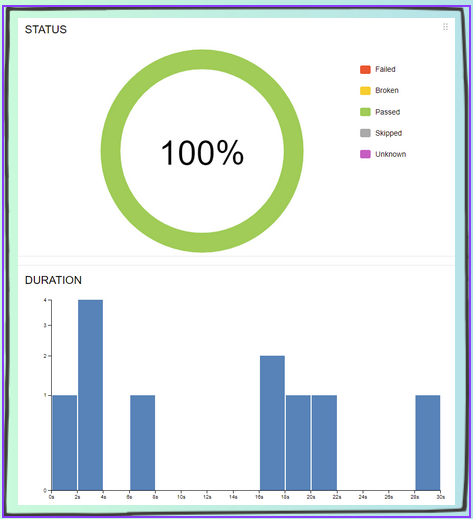 STATUS
100%
Failed
Broken
Passed
Skipped
Unknown
DURATION
4
3
2
1
0
0s 2s 4s 6s 8s 10s 12s 14s 16s 18s 20s 22s 24s 26s 28s 30s